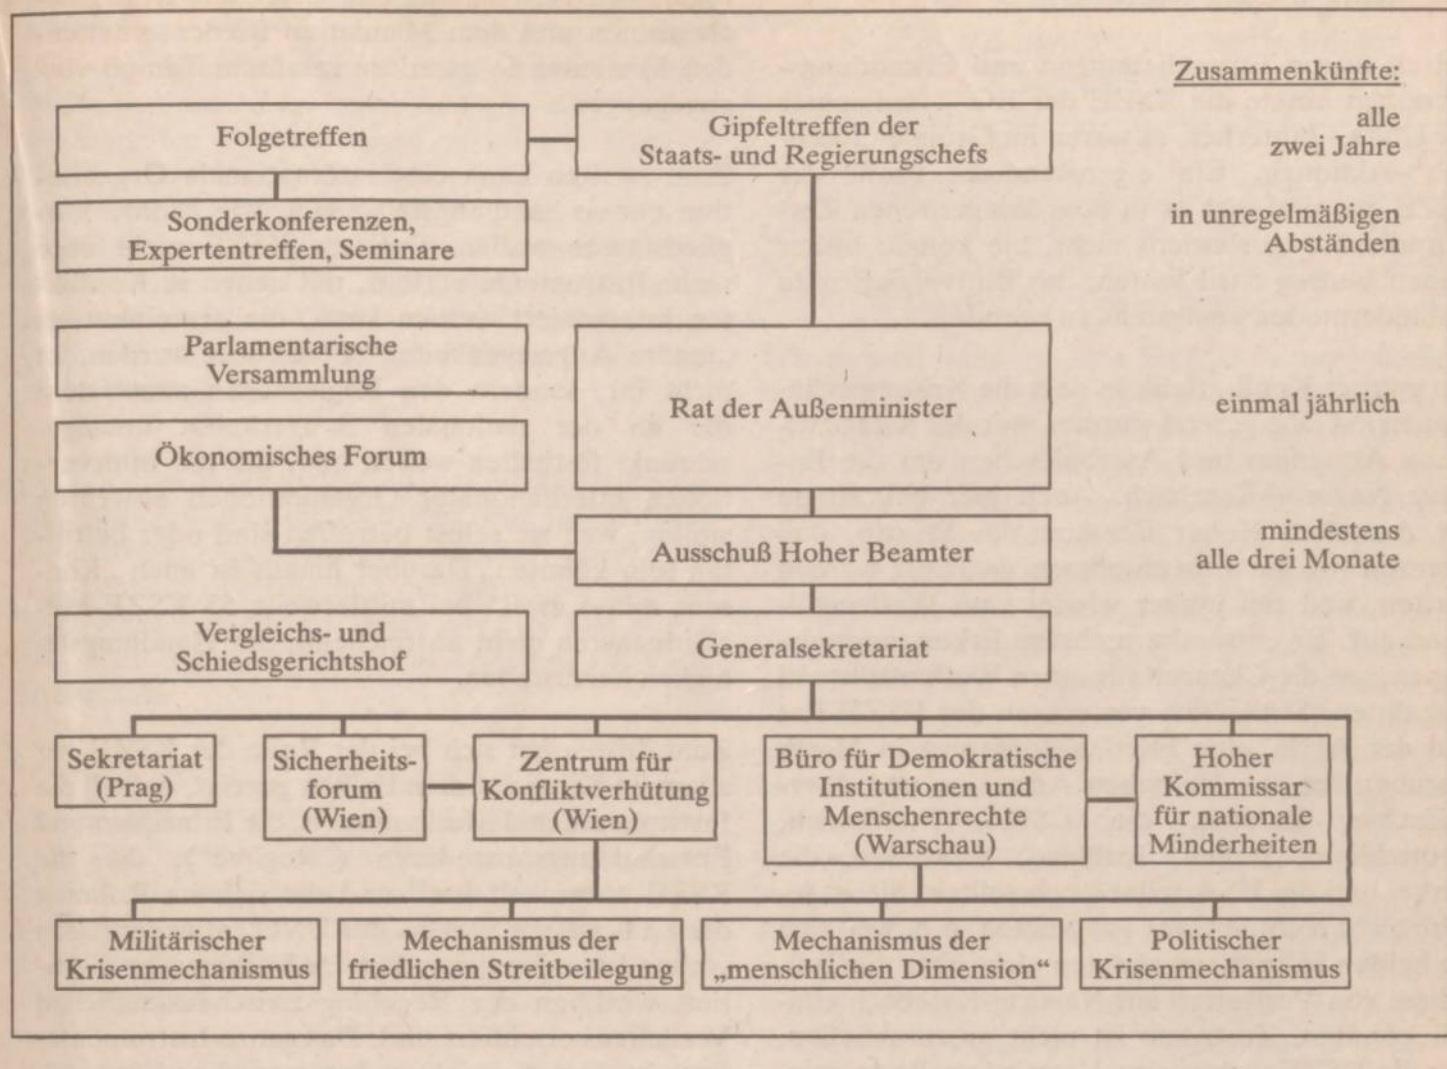 Zusammenkünfte:
Folgetreffen
Gipfeltreffen der
Staats- und Regierungschefs
alle
zwei Jahre
Sonderkonferenzen,
Expertentreffen, Seminare
in unregelmäßigen
Abständen
Parlamentarische
Versammlung
Rat der Außenminister
einmal jährlich
Ökonomisches Forum
Ausschuß Hoher Beamter
mindestens
alle drei Monate
Vergleichs- und
Schiedsgerichtshof
Generalsekretariat
Sekretariat
(Prag)
Sicherheits-
forum
(Wien)
Zentrum für
Konfliktverhütung
(Wien)
Büro für Demokratische
Institutionen und
Menschenrechte
(Warschau)
Hoher
Kommissar
für nationale
Minderheiten
Militärischer
Krisenmechanismus
Mechanismus der
friedlichen Streitbeilegung
Mechanismus der
„menschlichen Dimension“
Politischer
Krisenmechanismus